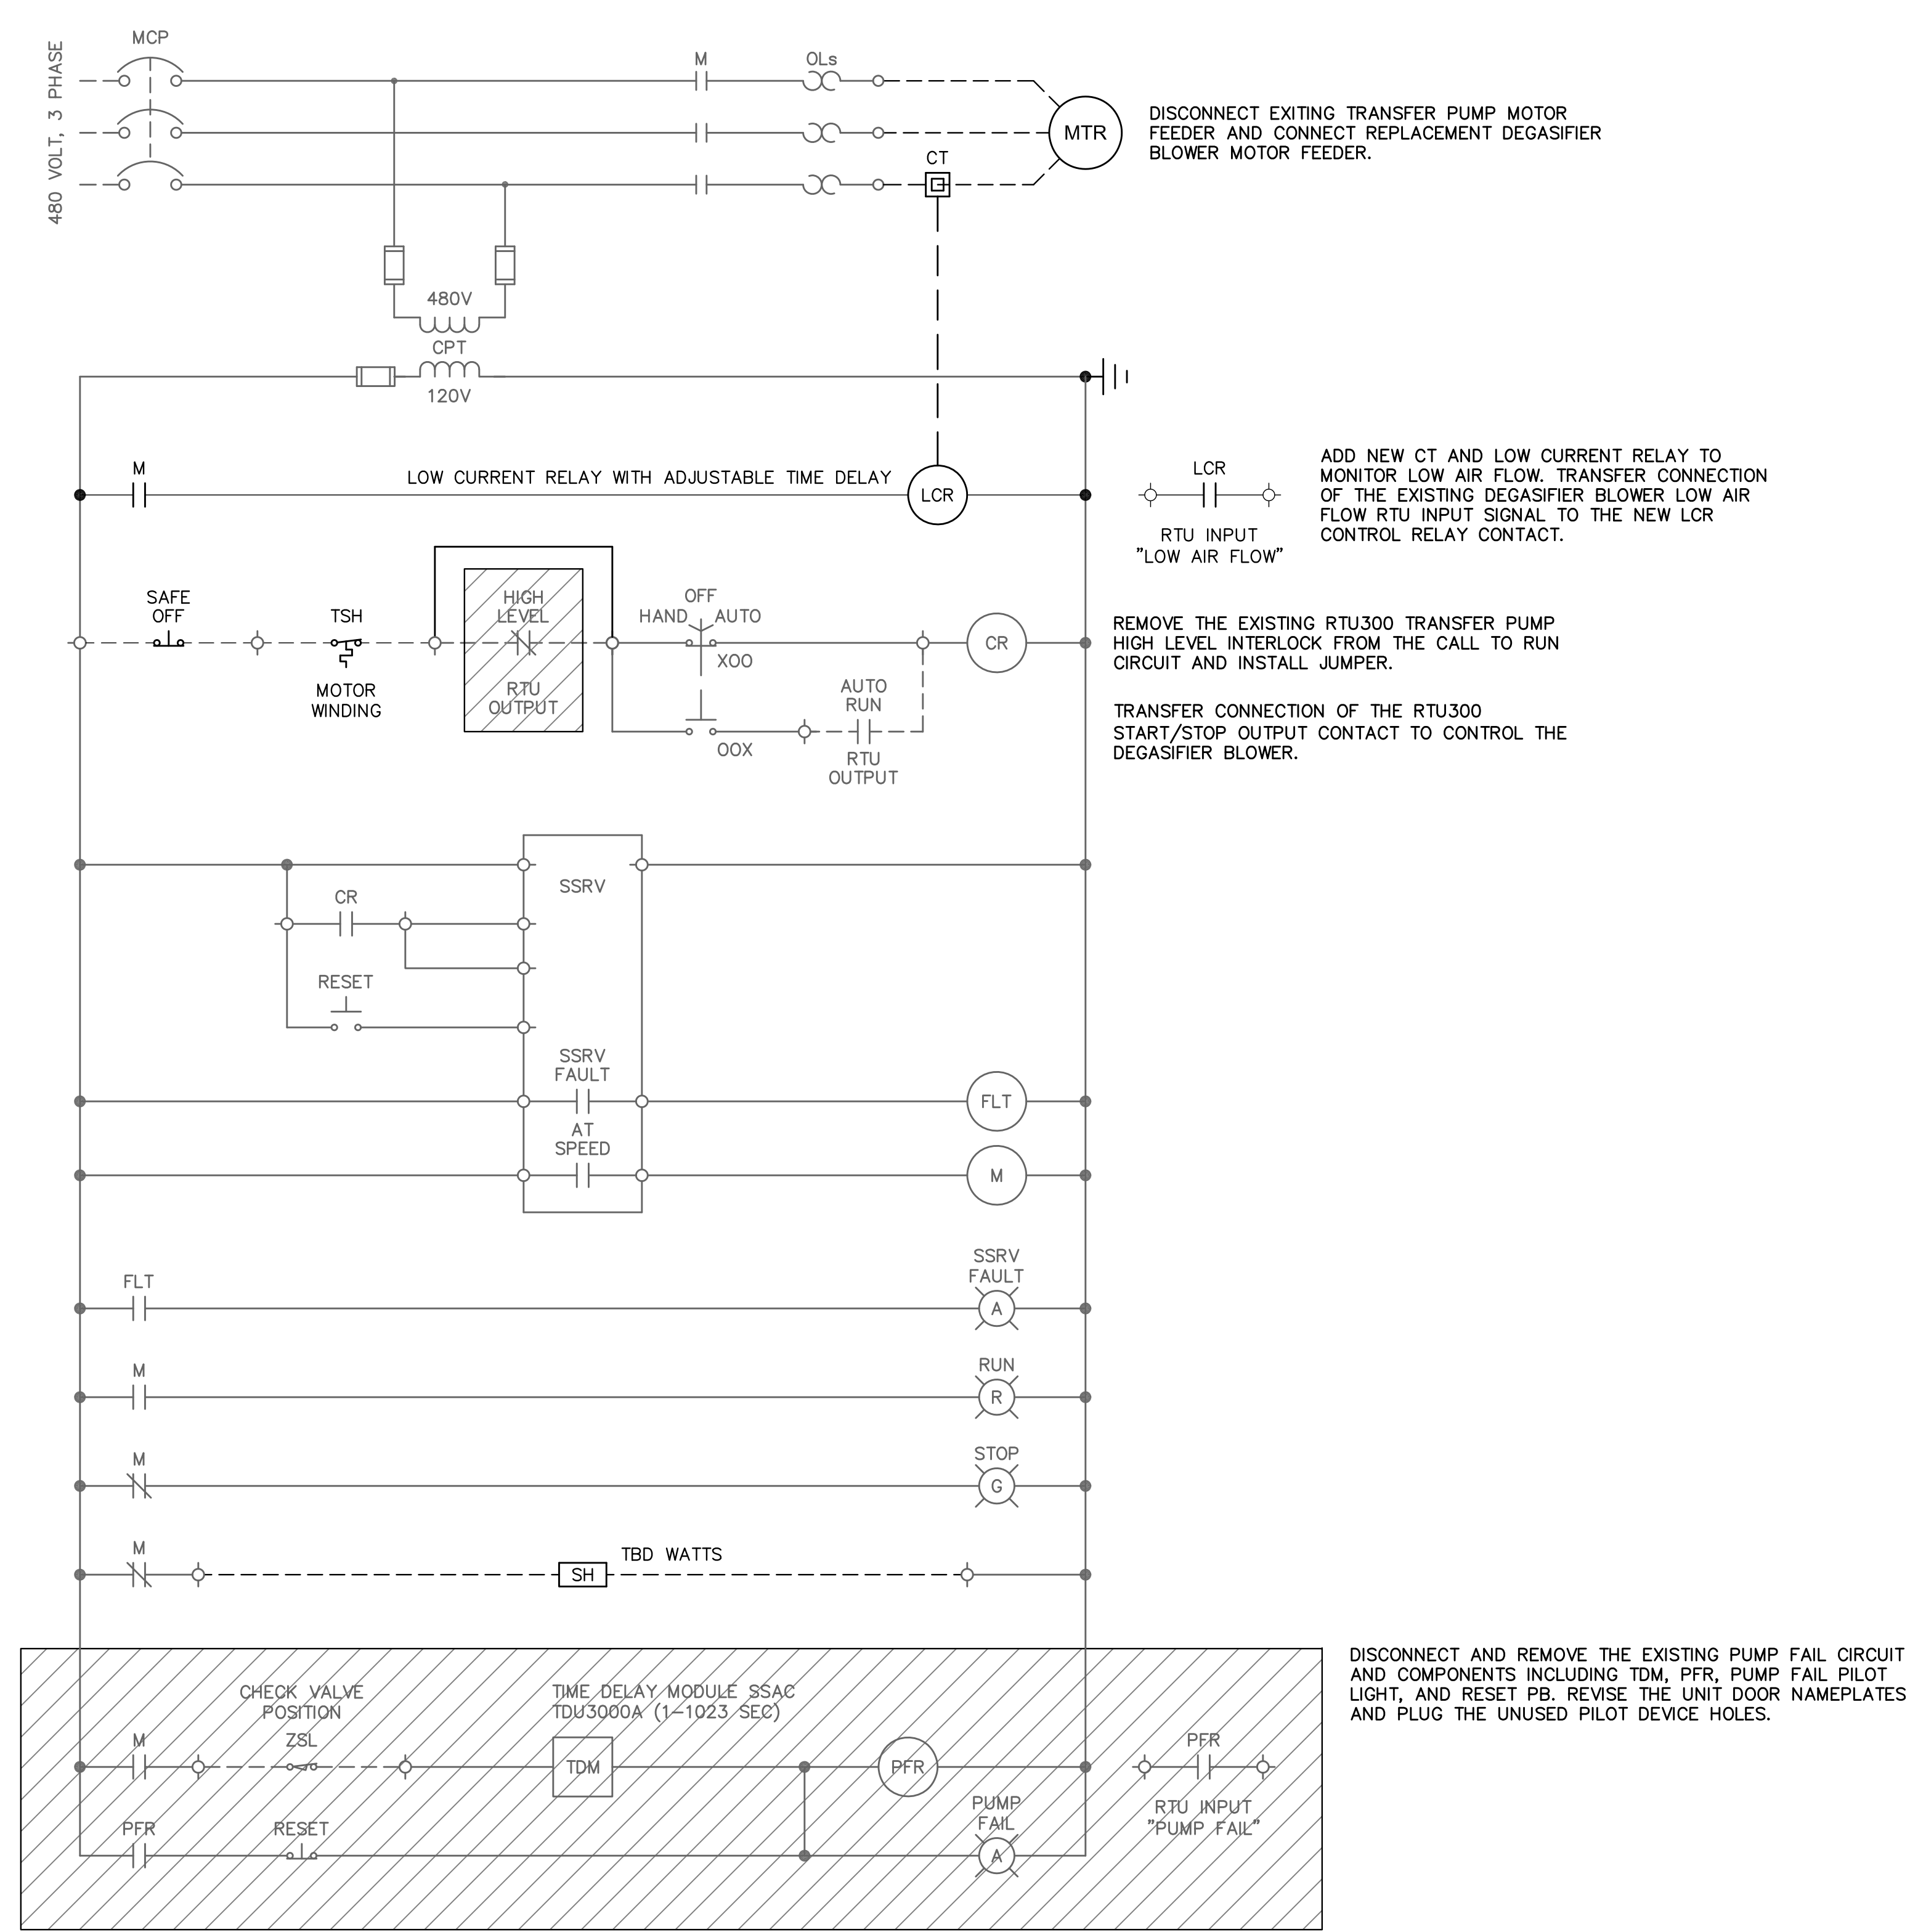 MCP
480 VOLT, 3 PHASE
M
OLs
MTR
DISCONNECT EXITING TRANSFER PUMP MOTOR
FEEDER AND CONNECT REPLACEMENT DEGASIFIER
BLOWER MOTOR FEEDER.
CT
480V
CPT
120V
M
LOW CURRENT RELAY WITH ADJUSTABLE TIME DELAY
LCR
LCR
RTU INPUT
"LOW AIR FLOW"
ADD NEW CT AND LOW CURRENT RELAY TO
MONITOR LOW AIR FLOW. TRANSFER CONNECTION
OF THE EXISTING DEGASIFIER BLOWER LOW AIR
FLOW RTU INPUT SIGNAL TO THE NEW LCR
CONTROL RELAY CONTACT.
SAFE
OFF
TSH
MOTOR
WINDING
HIGH
LEVEL
RTU
OUTPUT
OFF
HAND AUTO
XOO
OOX
AUTO
RUN
RTU
OUTPUT
CR
REMOVE THE EXISTING RTU300 TRANSFER PUMP
HIGH LEVEL INTERLOCK FROM THE CALL TO RUN
CIRCUIT AND INSTALL JUMPER.
TRANSFER CONNECTION OF THE RTU300
START/STOP OUTPUT CONTACT TO CONTROL THE
DEGASIFIER BLOWER.
SSRV
CR
RESET
SSRV
FAULT
FLT
AT
SPEED
M
FLT
SSRV
FAULT
A
M
RUN
R
M
STOP
G
M
TBD WATTS
SH
DISCONNECT AND REMOVE THE EXISTING PUMP FAIL CIRCUIT
AND COMPONENTS INCLUDING TDM, PFR, PUMP FAIL PILOT
LIGHT, AND RESET PB. REVISE THE UNIT DOOR NAMEPLATES
AND PLUG THE UNUSED PILOT DEVICE HOLES.
CHECK VALVE
POSITION
TIME DELAY MODULE SSAC
TDU3000A (1-1023 SEC)
M
ZSL
TDM
PFR
PFR
RTU INPUT
"PUMP FAIL"
PFR
RESET
PUMP
FAIL
A